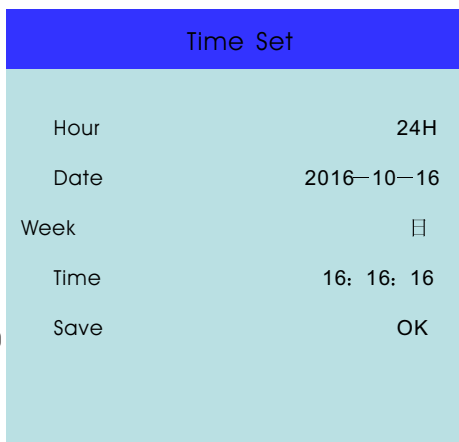 Time Set
Hour 24H
Date 2016-10-16
Week 日
Time 16：16：16
Save OK